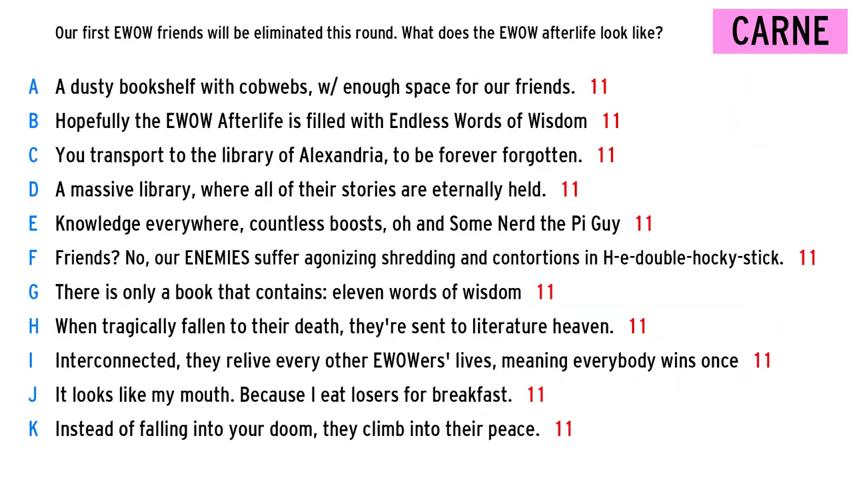 Our first EWOW friends will be eliminated this round. What does the EWOW afterlife look like?
CARNE
A A dusty bookshelf with cobwebs, w/ enough space for our friends. 11
B Hopefully the EWOW Afterlife is filled with Endless Words of Wisdom 11
C You transport to the library of Alexandria, to be forever forgotten. 11
D A massive library, where all of their stories are eternally held. 11
E Knowledge everywhere, countless boosts, oh and Some Nerd the Pi Guy 11
F Friends? No, our ENEMIES suffer agonizing shredding and contortions in H-e-double-hocky-stick. 11
G There is only a book that contains: eleven words of wisdom 11
H When tragically fallen to their death, they're sent to literature heaven. 11
I Interconnected, they relive every other EWOWers' lives, meaning everybody wins once 11
J It looks like my mouth. Because I eat losers for breakfast. 11
K Instead of falling into your doom, they climb into their peace. 11